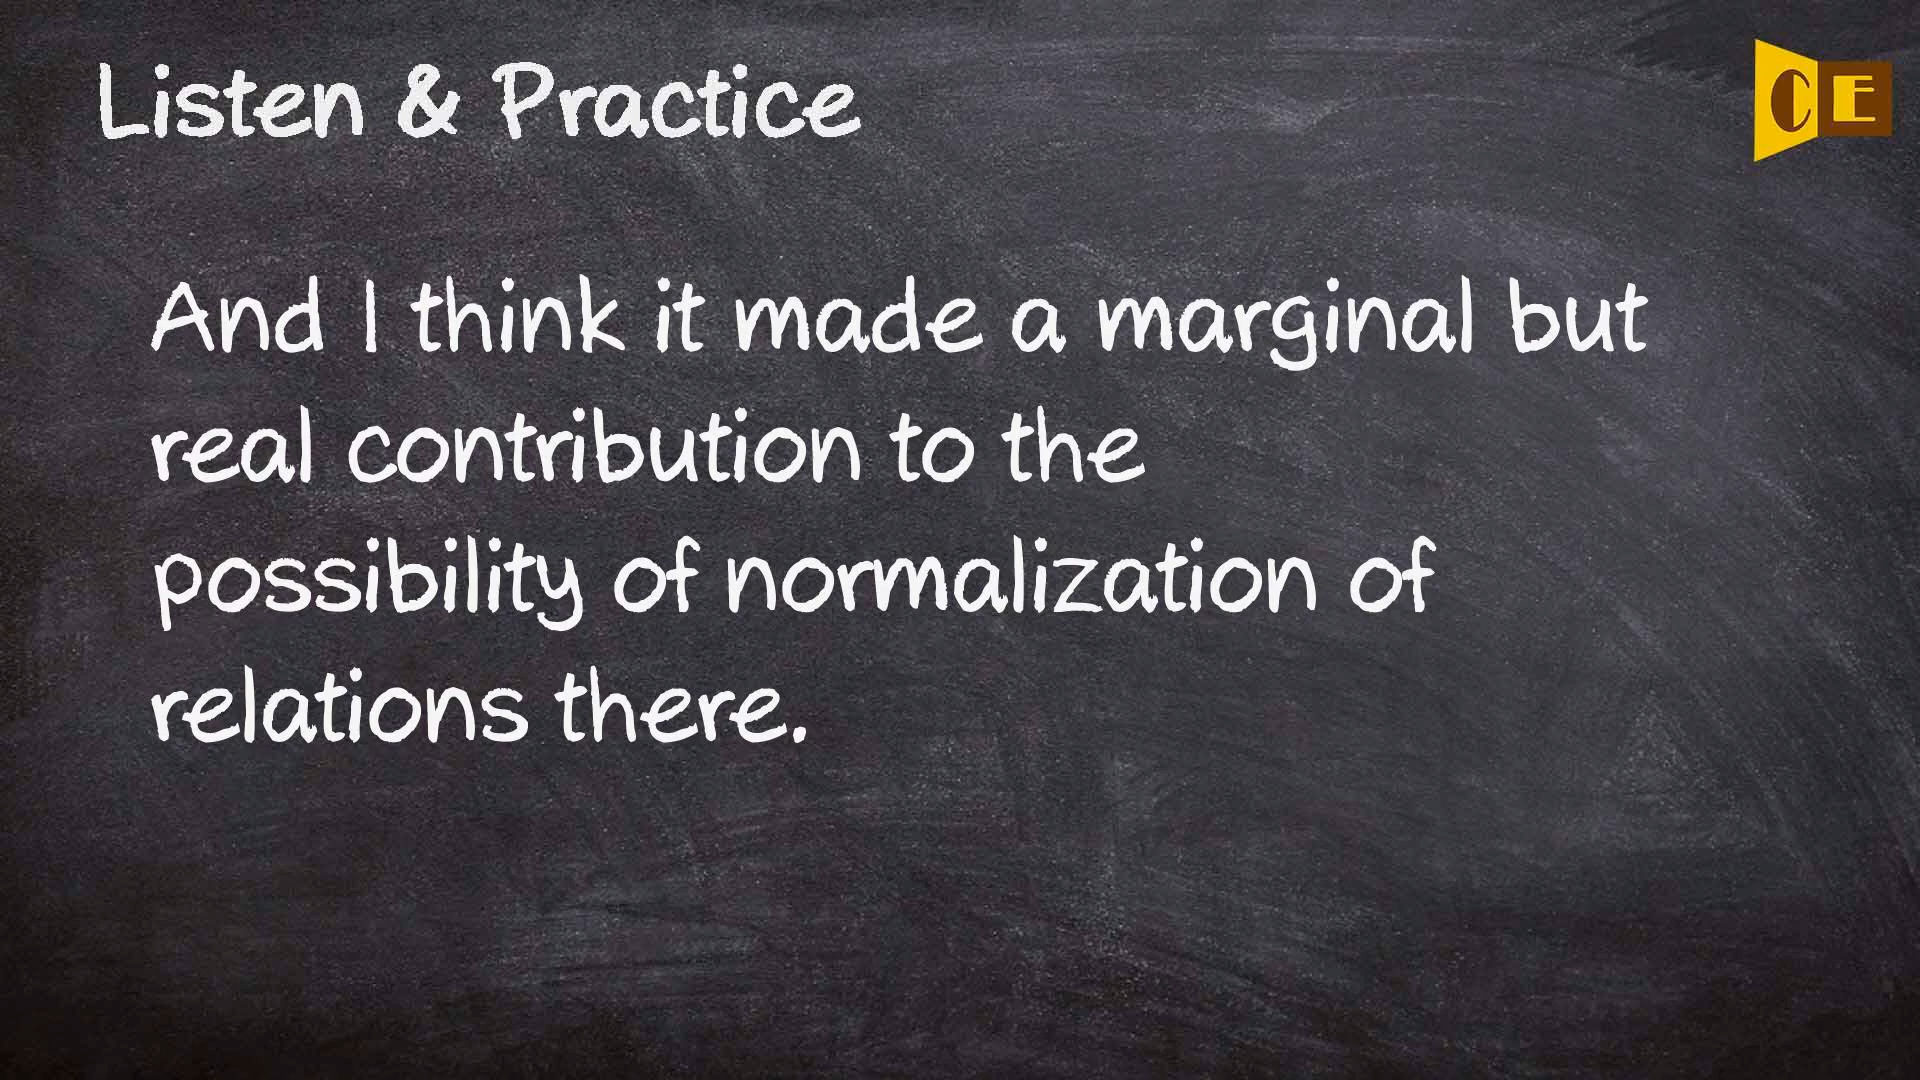 Listen & Practice
CE
And I think it made a marginal but
real contribution to the
possibility of normalization of
relations there.